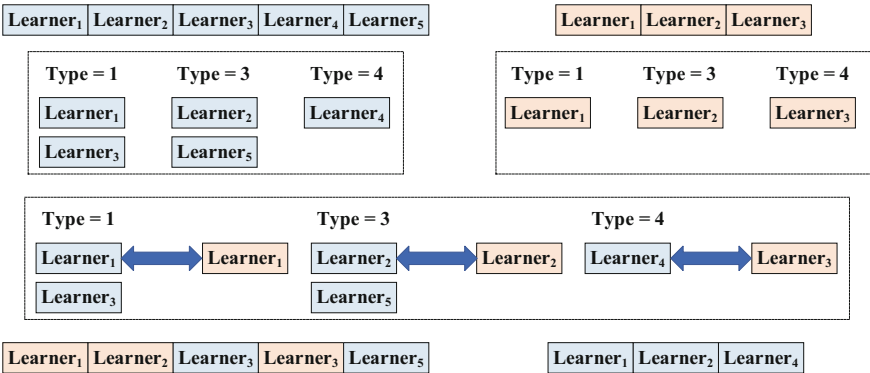 Learner₁ Learner₂ Learner₃ Learner₄ Learner₅ Learner₁ Learner₂ Learner₃
Type = 1 Type = 3 Type = 4 Type = 1 Type = 3 Type = 4
Learner₁ Learner₂ Learner₄ Learner₁ Learner₂ Learner₃
Learner₃ Learner₅
Type = 1 Type = 3 Type = 4
Learner₁ Learner₁ Learner₂ Learner₂ Learner₄ Learner₃
Learner₃ Learner₅
Learner₁ Learner₂ Learner₃ Learner₃ Learner₅ Learner₁ Learner₂ Learner₄